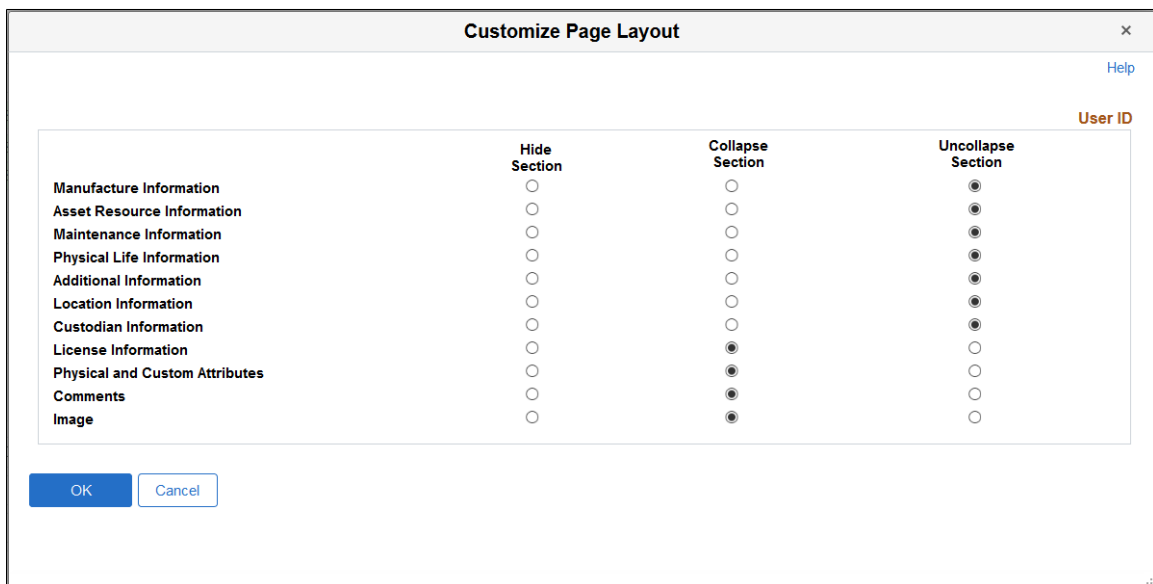 Customize Page Layout ×
Help
User ID
Hide Section Collapse Section Uncollapse Section
Manufacture Information
Asset Resource Information
Maintenance Information
Physical Life Information
Additional Information
Location Information
Custodian Information
License Information
Physical and Custom Attributes
Comments
Image
OK Cancel